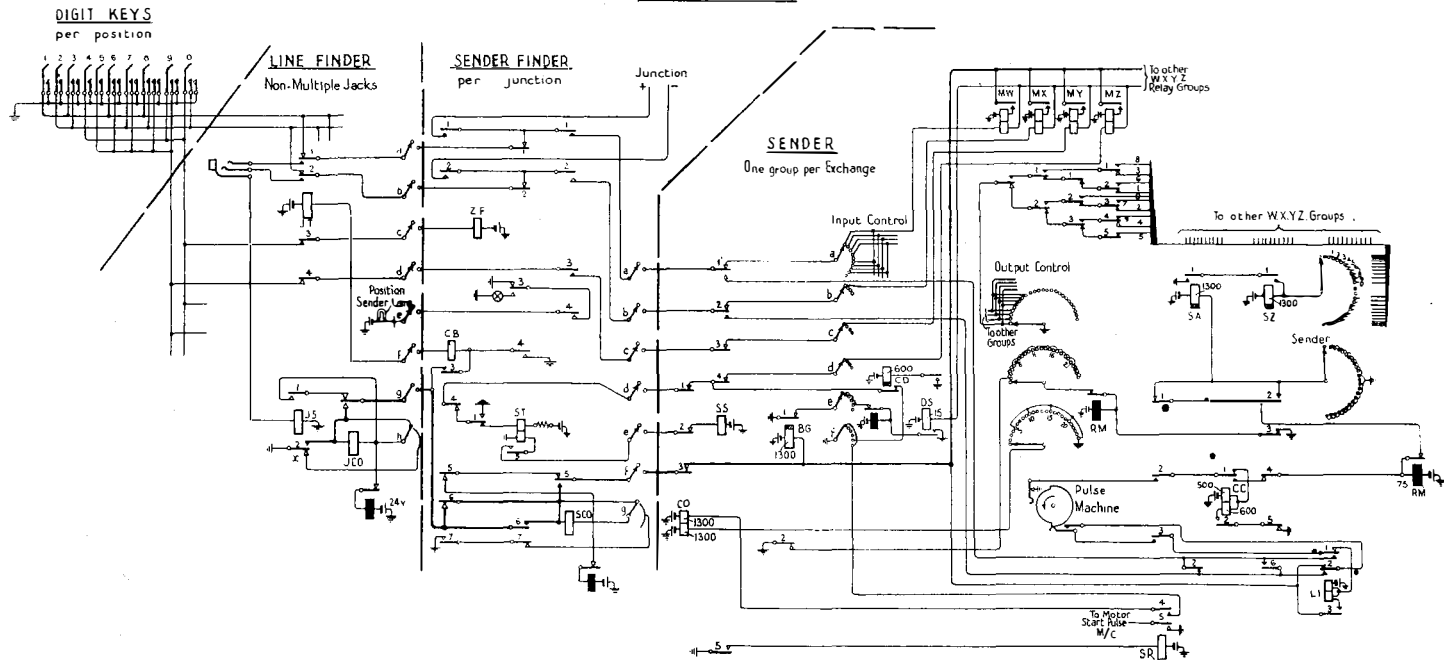 DIGIT KEYS
per position
1 2 3 4 5 6 7 8 9 0
LINE FINDER
Non-Multiple Jacks
SENDER FINDER
per junction
Junction
+ -
SENDER
One group per Exchange
To other
W X Y Z
Relay Groups
MW MX MY MZ
Input Control
To other W.X.Y.Z. Groups
Output Control
To other
Groups
Sender
Position
Sender Lamp
a
b
c
d
e
f
g
h
ZF
CB
ST
SCO
JS
JCO
X
24v
a
b
c
d
e
f
g
SS
BG
1300
CO
1300
1300
a
b
c
d
e
f
600
CD
DS
15
RM
SA
1300
SZ
1300
Pulse
Machine
500
CC
600
75
RM
L1
To Motor
Start Pulse
M/C
SR